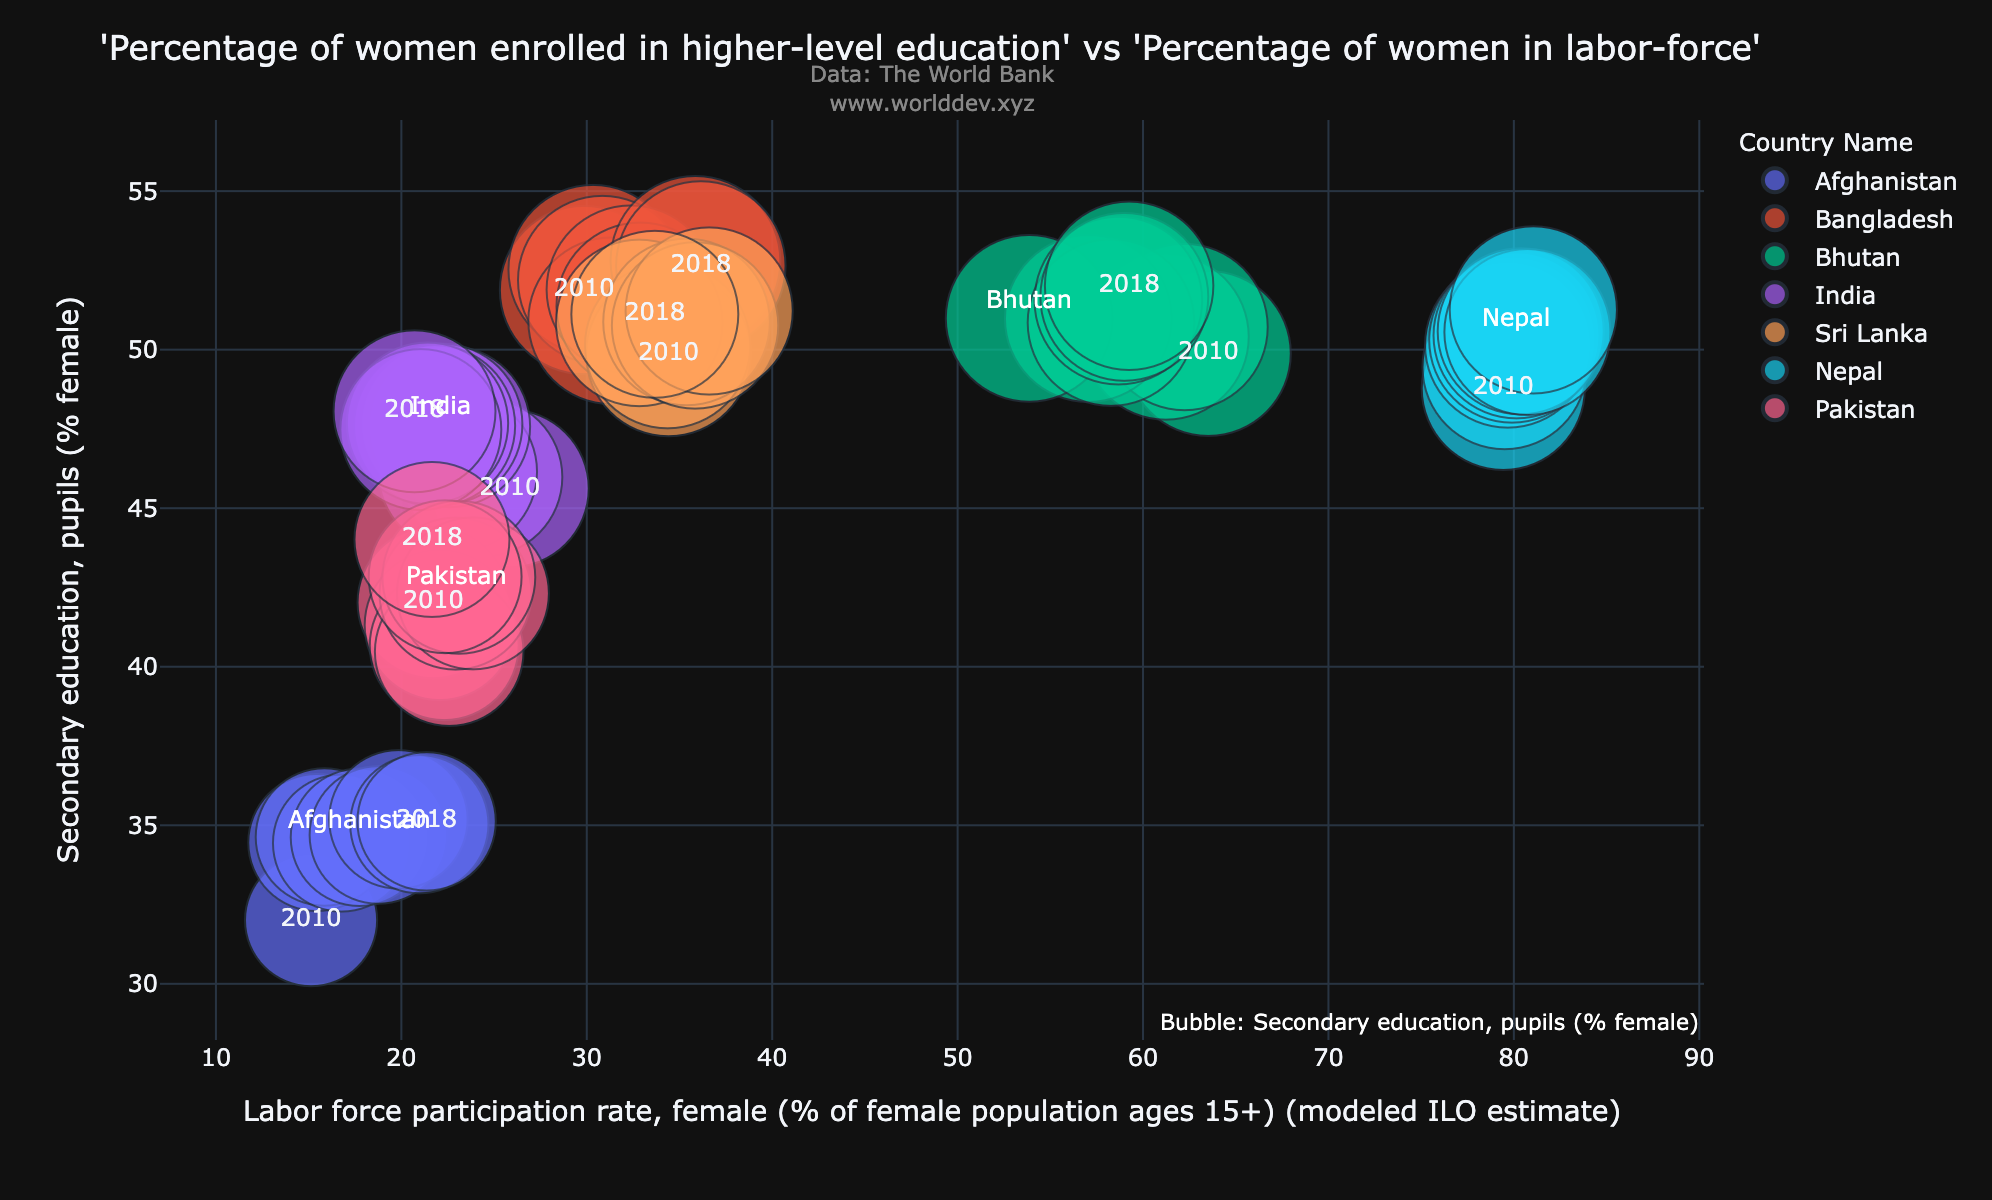 'Percentage of women enrolled in higher-level education' vs 'Percentage of women in labor-force'
Data: The World Bank
www.worlddev.xyz
Country Name
Afghanistan
Bangladesh
Bhutan
India
Sri Lanka
Nepal
Pakistan
Secondary education, pupils (% female)
55
50
45
40
35
30
2018
2010
2018
2010
Bhutan
2018
2010
Nepal
2010
2018
India
2010
2018
Pakistan
2010
Afghanistan
2018
2010
Bubble: Secondary education, pupils (% female)
10 20 30 40 50 60 70 80 90
Labor force participation rate, female (% of female population ages 15+) (modeled ILO estimate)